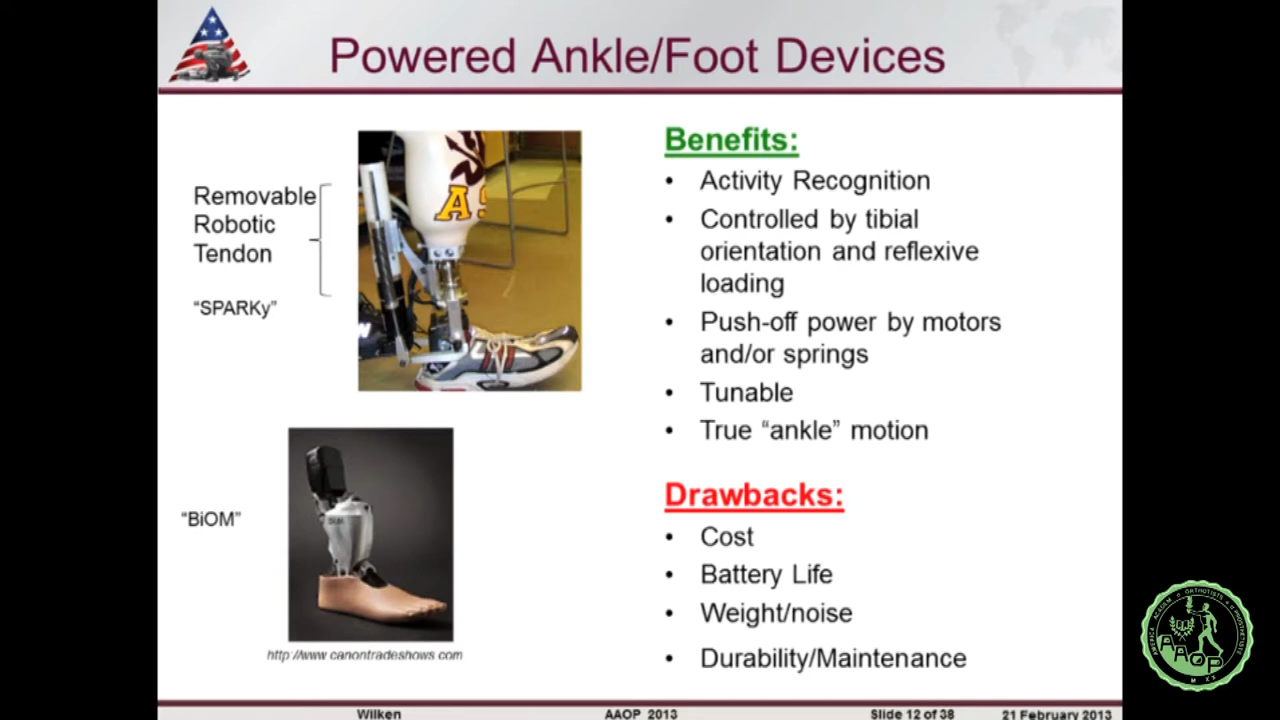 Powered Ankle/Foot Devices
Removable
Robotic
Tendon
“SPARKy”
“BiOM”
http://www.canontradeshows.com
Benefits:
• Activity Recognition
• Controlled by tibial
orientation and reflexive
loading
• Push-off power by motors
and/or springs
• Tunable
• True “ankle” motion
Drawbacks:
• Cost
• Battery Life
• Weight/noise
• Durability/Maintenance
Wilken
AAOP 2013
Slide 12 of 38
21 February 2013
AAOP